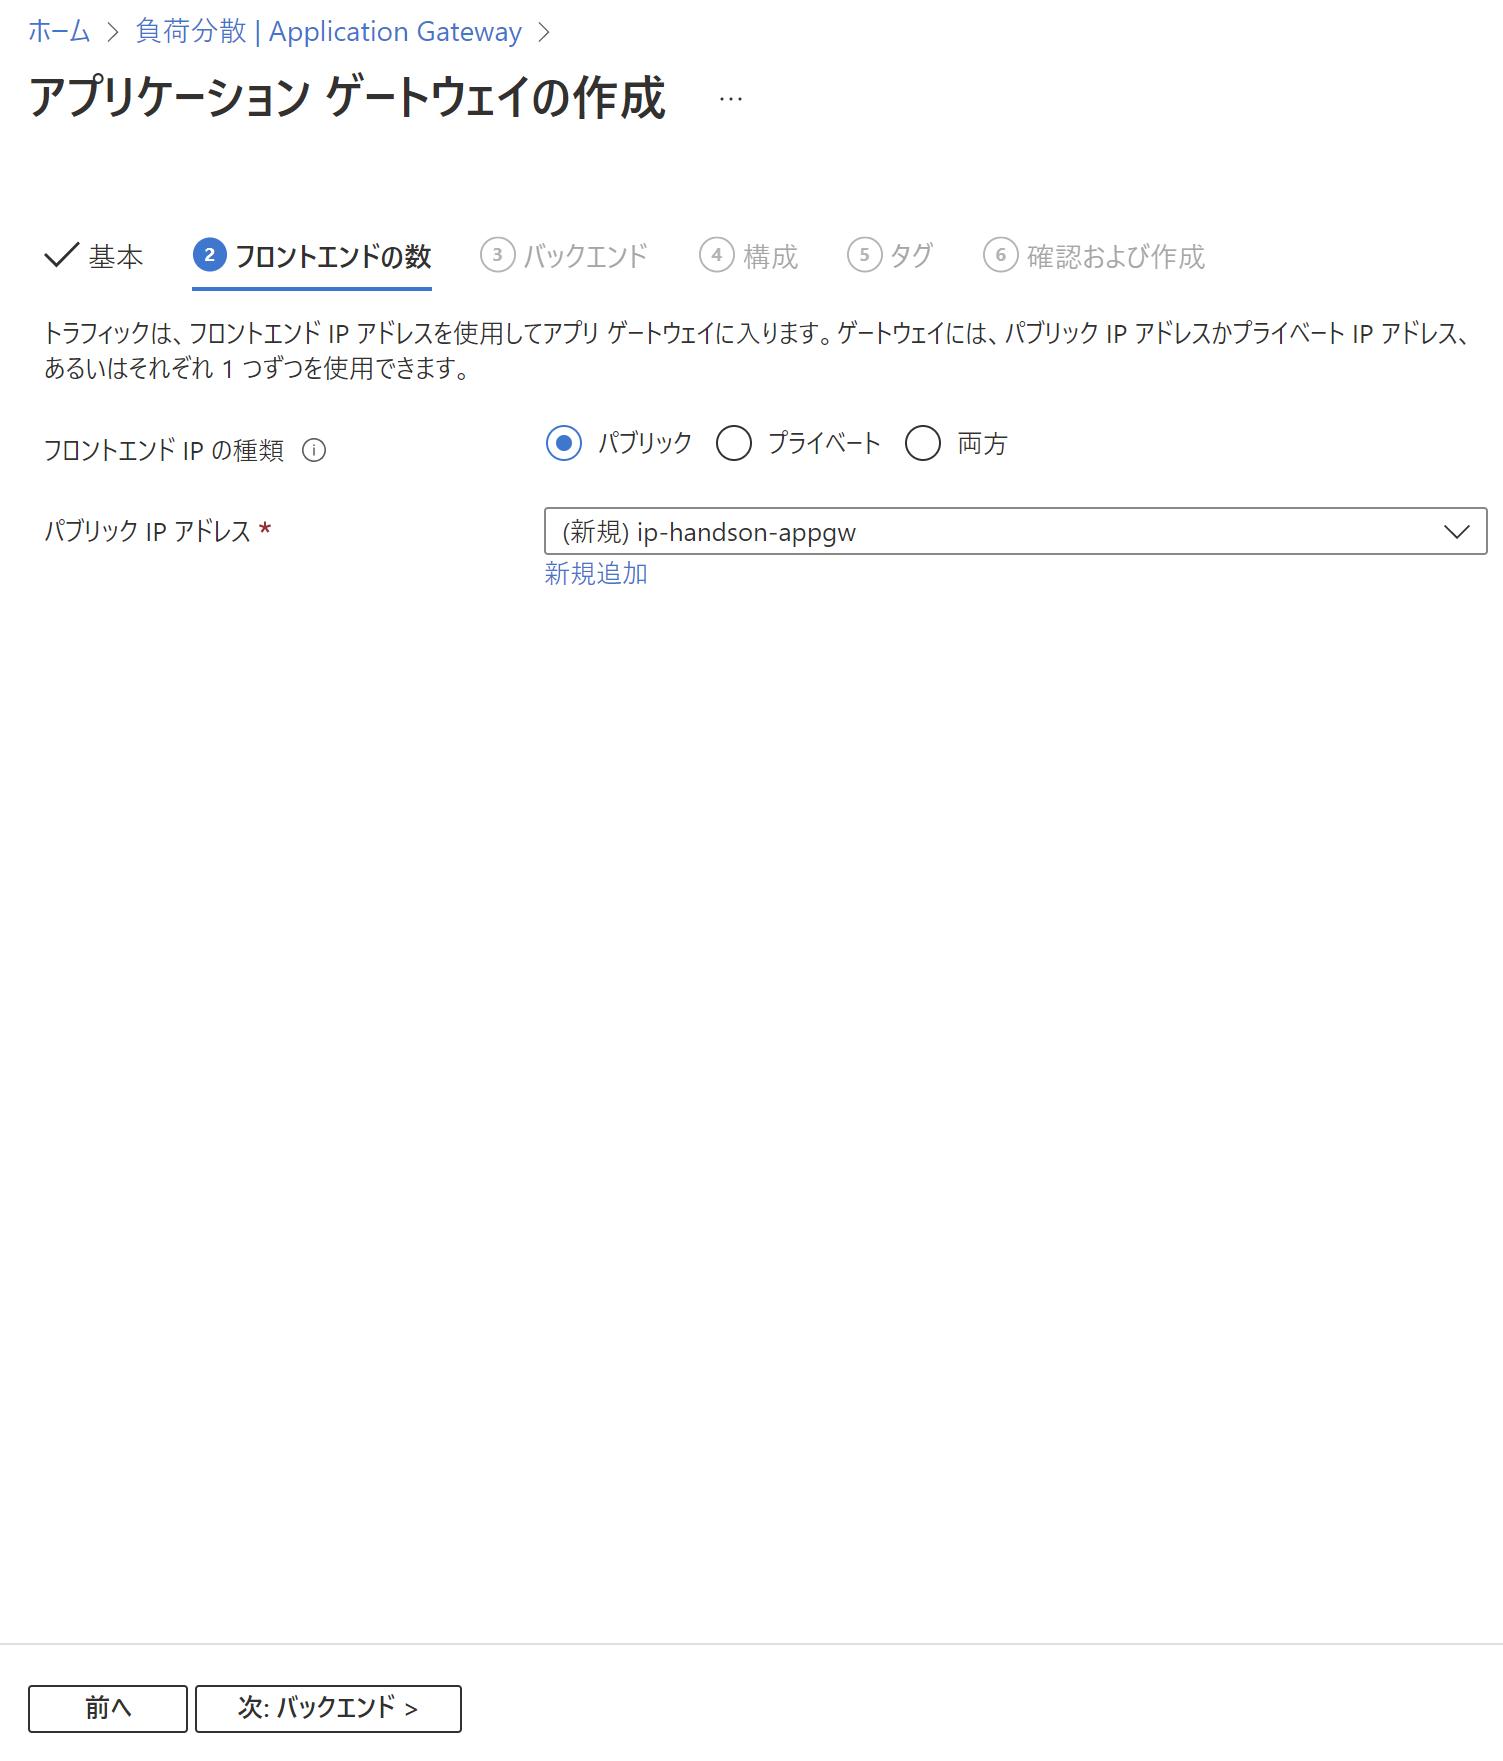 ホーム > 負荷分散 | Application Gateway >
アプリケーション ゲートウェイの作成 …
基本 2 フロントエンドの数 3 バックエンド 4 構成 5 タグ 6 確認および作成
トラフィックは、フロントエンド IP アドレスを使用してアプリ ゲートウェイに入ります。ゲートウェイには、パブリック IP アドレスかプライベート IP アドレス、
あるいはそれぞれ 1 つずつを使用できます。
フロントエンド IP の種類 パブリック プライベート 両方
パブリック IP アドレス * (新規) ip-handson-appgw
新規追加
前へ 次: バックエンド >